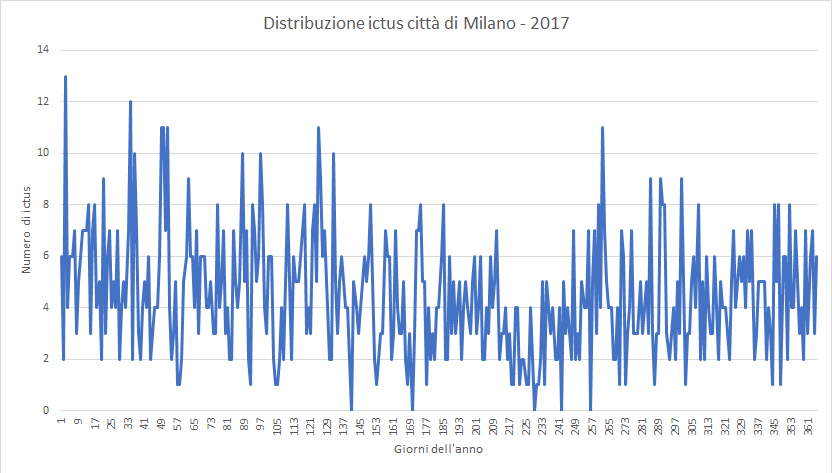 Distribuzione ictus città di Milano - 2017
14
12
10
8
6
4
2
0
Numero di ictus
1 9 17 25 33 41 49 57 65 73 81 89 97 105 113 121 129 137 145 153 161 169 177 185 193 201 209 217 225 233 241 249 257 265 273 281 289 297 305 313 321 329 337 345 353 361
Giorni dell'anno